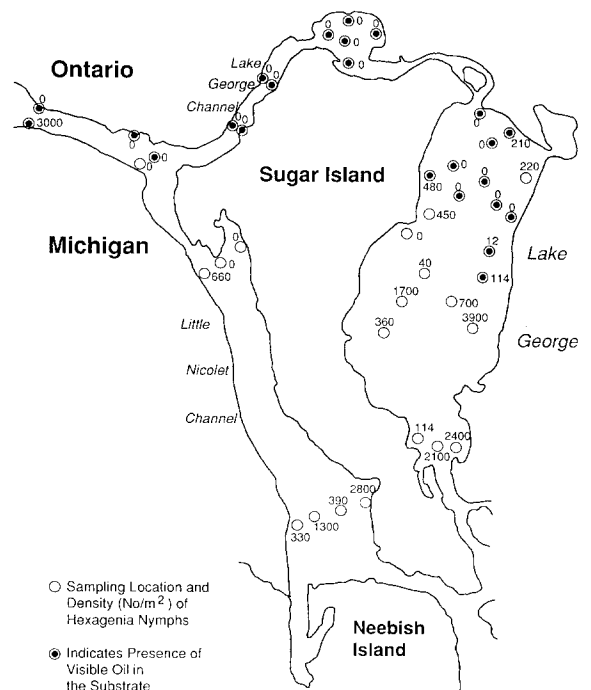 0
0
0
0
0
Lake
0
Ontario
George
0
Channel
0
0
0
3000
0
0
0
0
0
210
Sugar Island
0
220
480
0
450
0
Michigan
0
0
12
Lake
0
660
40
114
1700
700
Little
360
3900
George
Nicolet
Channel
114
2400
2100
2800
390
1300
330
Sampling Location and
Density (No/m²) of
Hexagenia Nymphs
Neebish
Island
Indicates Presence of
Visible Oil in
the Substrate